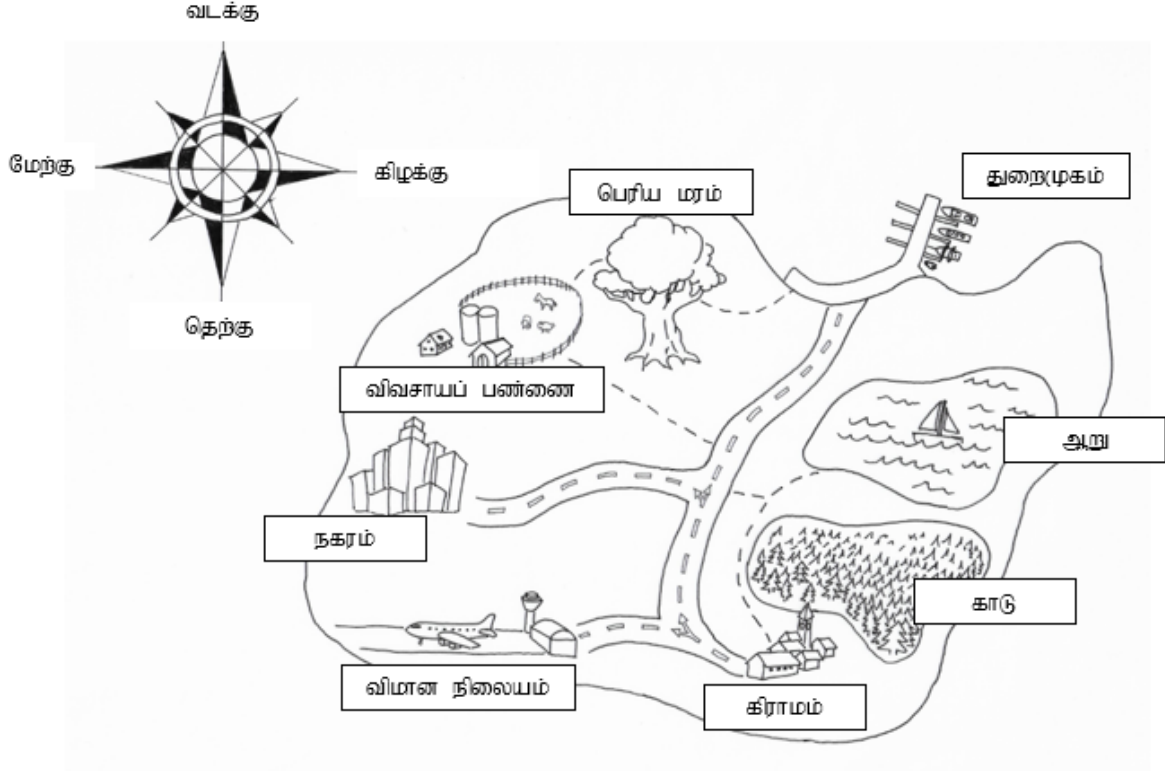 வடக்கு
மேற்கு
கிழக்கு
துறைமுகம்
பெரிய மரம்
தெற்கு
விவசாயப் பண்ணை
ஆறு
நகரம்
காடு
விமான நிலையம்
கிராமம்